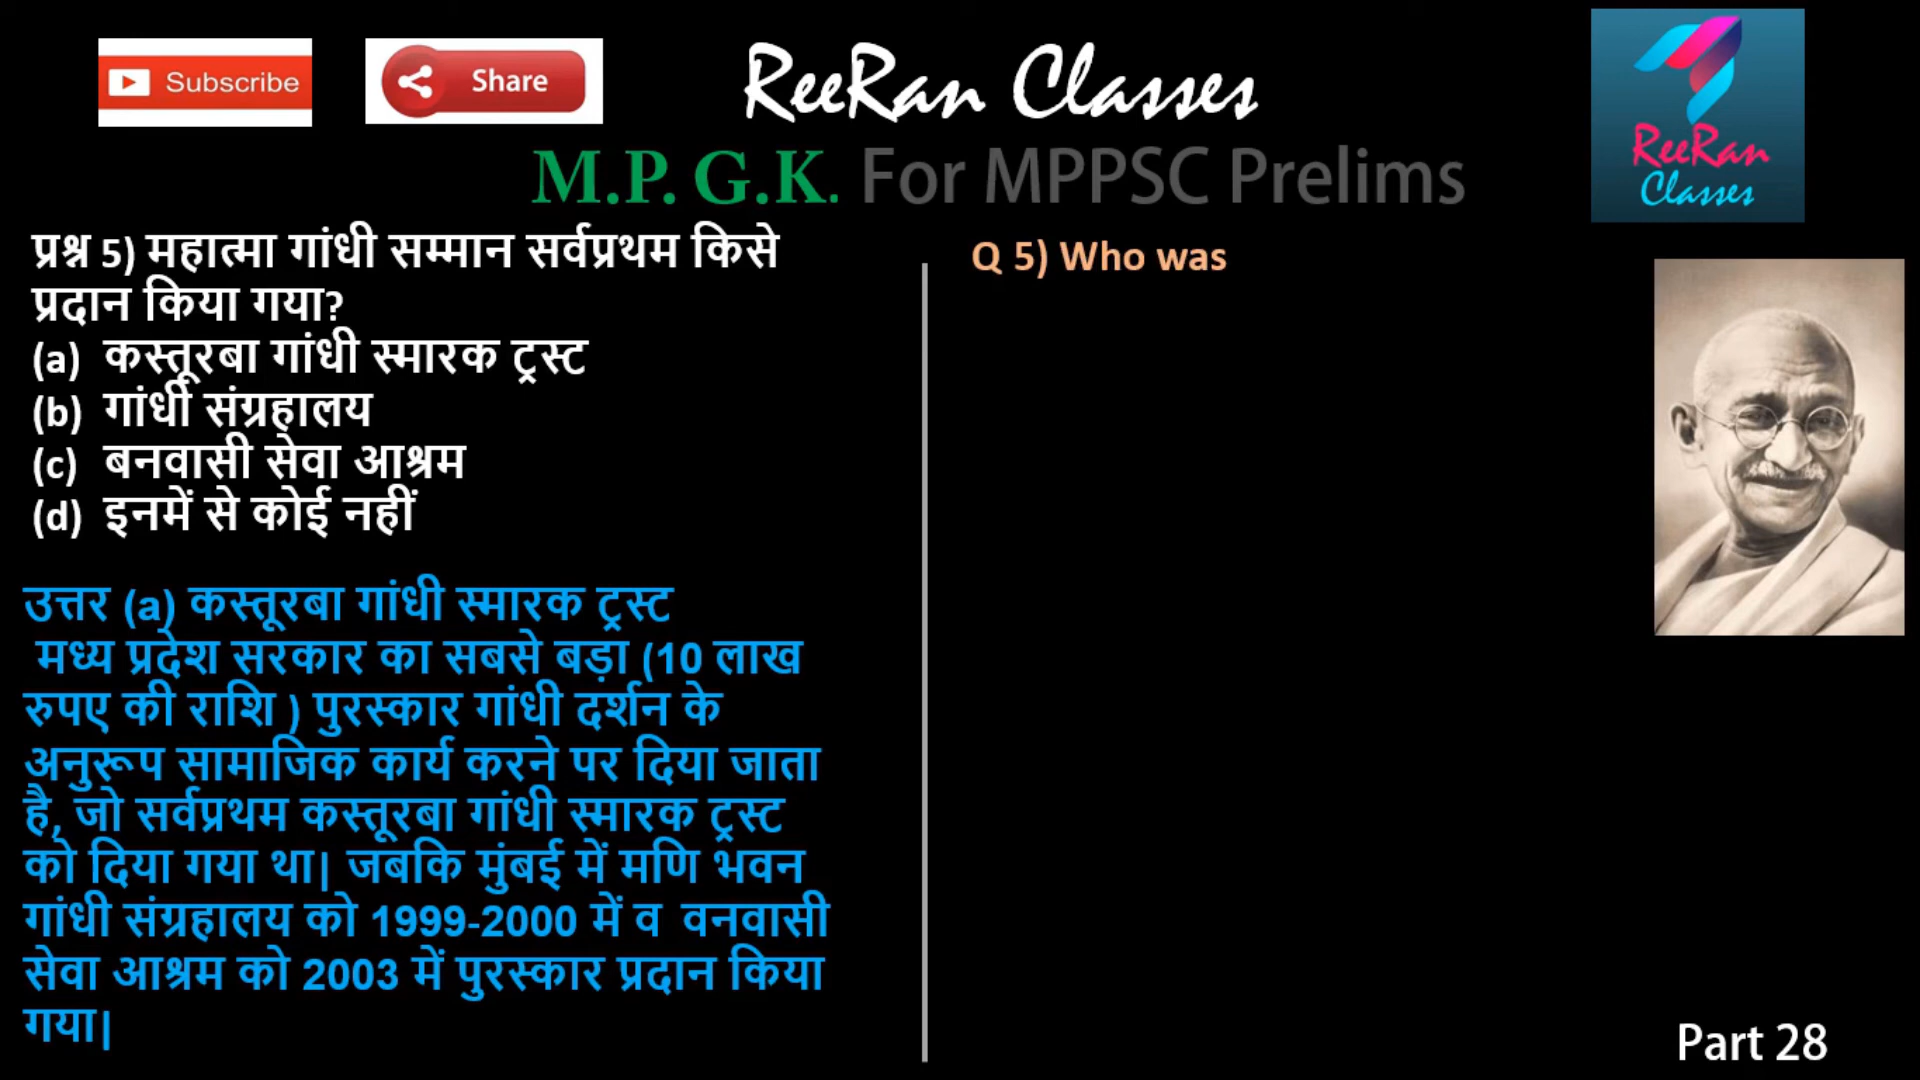 Subscribe
Share
ReeRan Classes
ReeRan
Classes
M.P. G.K. For MPPSC Prelims
प्रश्न 5) महात्मा गांधी सम्मान सर्वप्रथम किसे
प्रदान किया गया?
(a) कस्तूरबा गांधी स्मारक ट्रस्ट
(b) गांधी संग्रहालय
(c) बनवासी सेवा आश्रम
(d) इनमें से कोई नहीं
उत्तर (a) कस्तूरबा गांधी स्मारक ट्रस्ट
मध्य प्रदेश सरकार का सबसे बड़ा (10 लाख
रुपए की राशि ) पुरस्कार गांधी दर्शन के
अनुरूप सामाजिक कार्य करने पर दिया जाता
है, जो सर्वप्रथम कस्तूरबा गांधी स्मारक ट्रस्ट
को दिया गया था| जबकि मुंबई में मणि भवन
गांधी संग्रहालय को 1999-2000 में व वनवासी
सेवा आश्रम को 2003 में पुरस्कार प्रदान किया
गया|
Q 5) Who was
Part 28